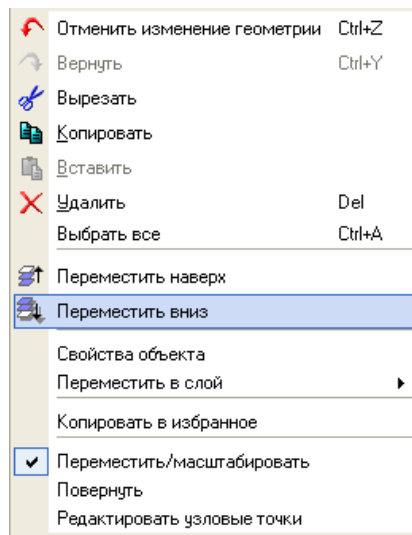 Отменить изменение геометрии Ctrl+Z
Вернуть Ctrl+Y
Вырезать
Копировать
Вставить
Удалить Del
Выбрать все Ctrl+A
Переместить наверх
Переместить вниз
Свойства объекта
Переместить в слой
Копировать в избранное
Переместить/масштабировать
Повернуть
Редактировать узловые точки